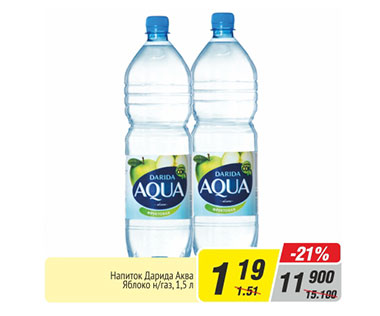 DARIDA
AQUA
DARIDA
AQUA
Напиток Дарида Аква
Яблоко н/газ, 1,5 л
1 19
1.51
-21%
11 900
15.100